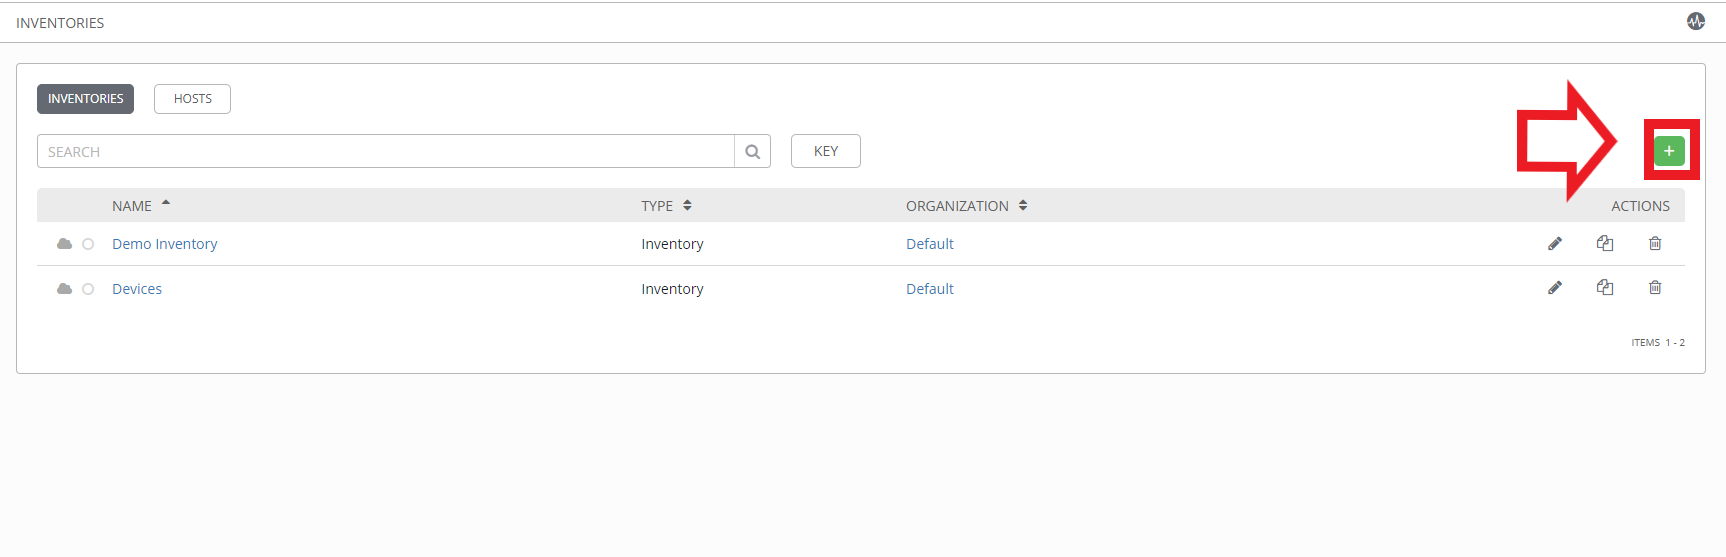 INVENTORIES
INVENTORIES HOSTS
SEARCH KEY +
NAME TYPE ORGANIZATION ACTIONS
Demo Inventory Inventory Default
Devices Inventory Default
ITEMS 1 - 2